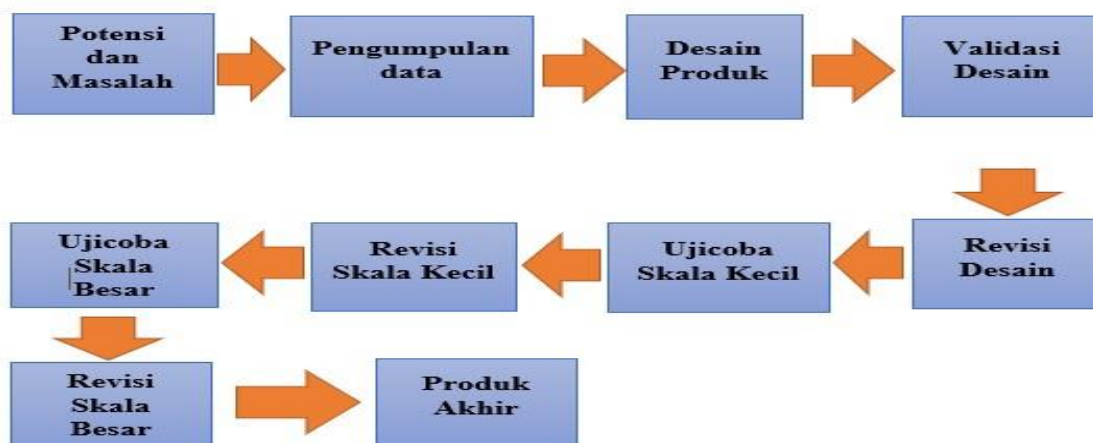 Potensi
dan
Masalah
Pengumpulan
data
Desain
Produk
Validasi
Desain
Revisi
Desain
Ujicoba
Skala Kecil
Revisi
Skala Kecil
Ujicoba
Skala
Besar
Revisi
Skala
Besar
Produk
Akhir